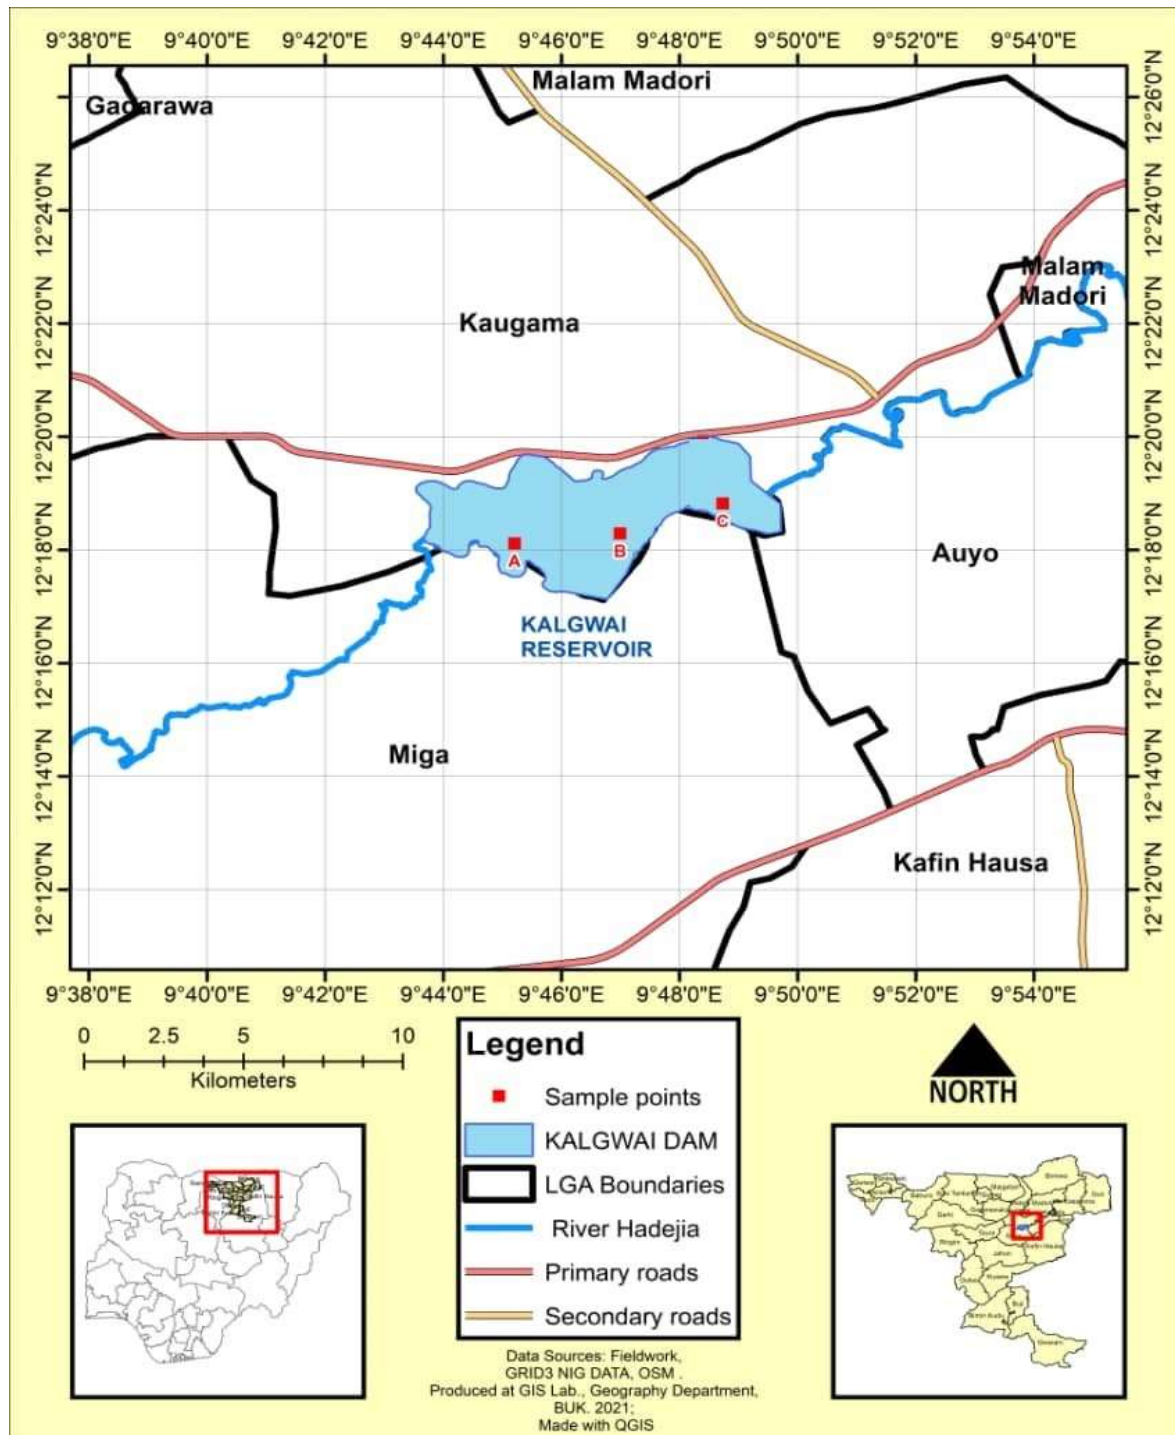 9°38'0"E 9°40'0"E 9°42'0"E 9°44'0"E 9°46'0"E 9°48'0"E 9°50'0"E 9°52'0"E 9°54'0"E
Malam Madori
Gadarawa
12°26'0"N
12°24'0"N 12°24'0"N
Malam
Madori
Kaugama
12°22'0"N 12°22'0"N
12°20'0"N 12°20'0"N
A
B
C
12°18'0"N 12°18'0"N
Auyo
KALGWAI
RESERVOIR
12°16'0"N 12°16'0"N
Miga
12°14'0"N 12°14'0"N
Kafin Hausa
12°12'0"N 12°12'0"N
9°38'0"E 9°40'0"E 9°42'0"E 9°44'0"E 9°46'0"E 9°48'0"E 9°50'0"E 9°52'0"E 9°54'0"E
0 2.5 5 10
Kilometers
Legend
Sample points
KALGWAI DAM
LGA Boundaries
River Hadejia
Primary roads
Secondary roads
NORTH
Data Sources: Fieldwork,
GRID3 NIG DATA, OSM .
Produced at GIS Lab., Geography Department,
BUK. 2021;
Made with QGIS